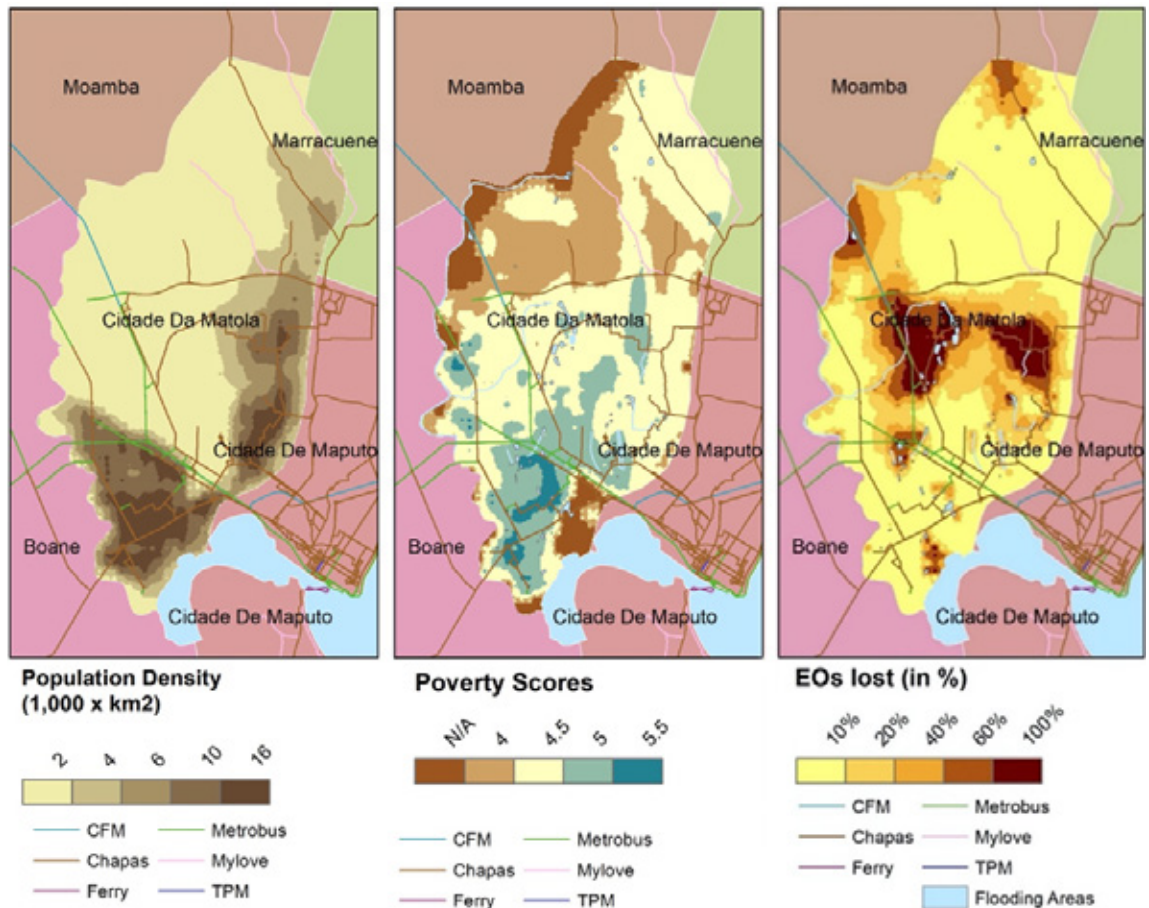 Moamba
Marracuene
Cidade Da Matola
Cidade De Maputo
Boane
Cidade De Maputo
Population Density
(1,000 x km2)
2 4 6 10 16
CFM Metrobus
Chapas Mylove
Ferry TPM
Moamba
Marracuene
Cidade Da Matola
Cidade De Maputo
Boane
Cidade De Maputo
Poverty Scores
N/A 4 4.5 5 5.5
CFM Metrobus
Chapas Mylove
Ferry TPM
Moamba
Marracuene
Cidade Da Matola
Cidade De Maputo
Boane
Cidade De Maputo
EOs lost (in %)
10% 20% 40% 60% 100%
CFM Metrobus
Chapas Mylove
Ferry TPM
Flooding Areas